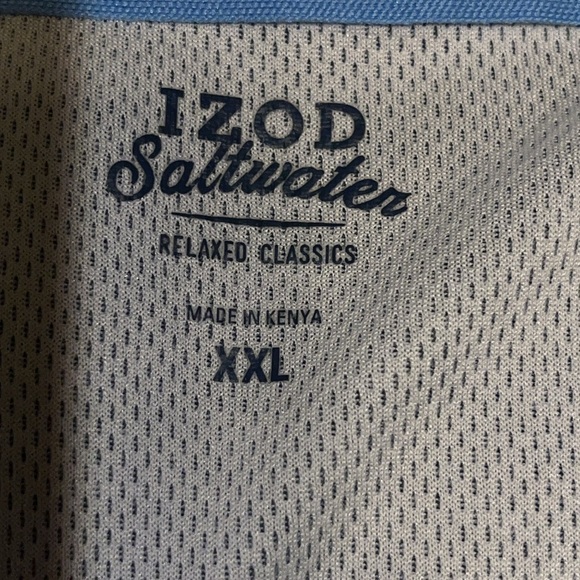 IZOD
Saltwater
RELAXED CLASSICS
MADE IN KENYA
XXL